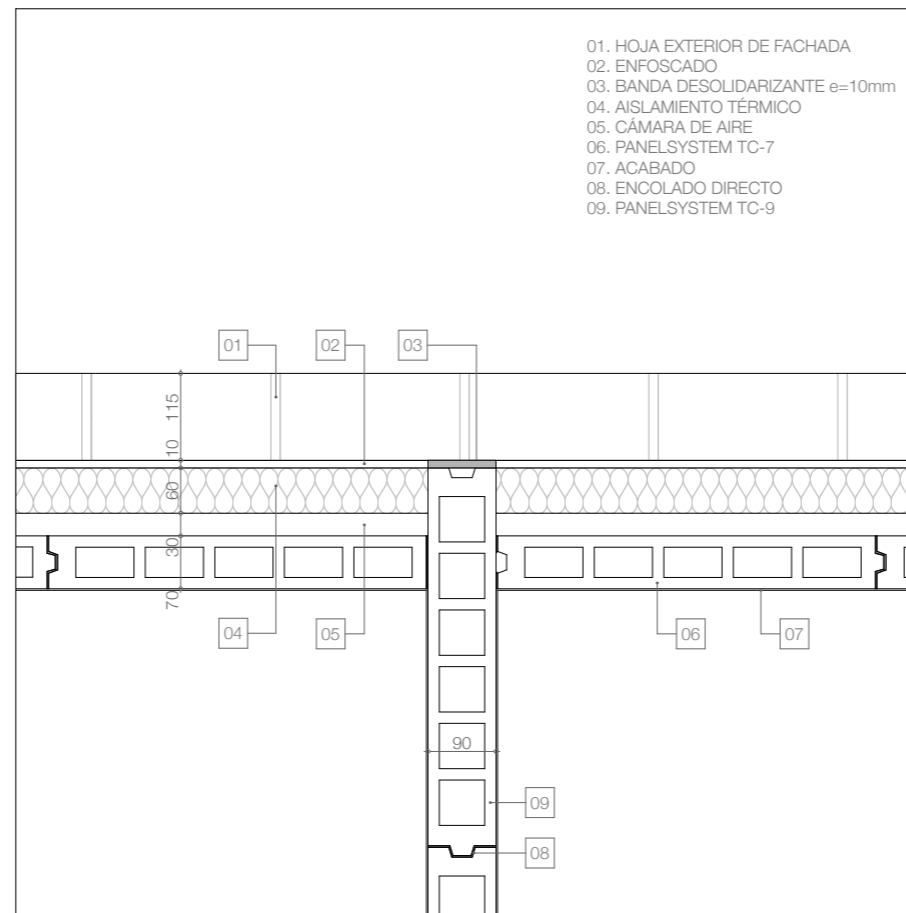 01. HOJA EXTERIOR DE FACHADA
02. ENFOSCADO
03. BANDA DESOLIDARIZANTE e=10mm
04. AISLAMIENTO TÉRMICO
05. CÁMARA DE AIRE
06. PANELSYSTEM TC-7
07. ACABADO
08. ENCOLADO DIRECTO
09. PANELSYSTEM TC-9
01
02
03
115
10
60
30
70
04
05
06
07
90
09
08